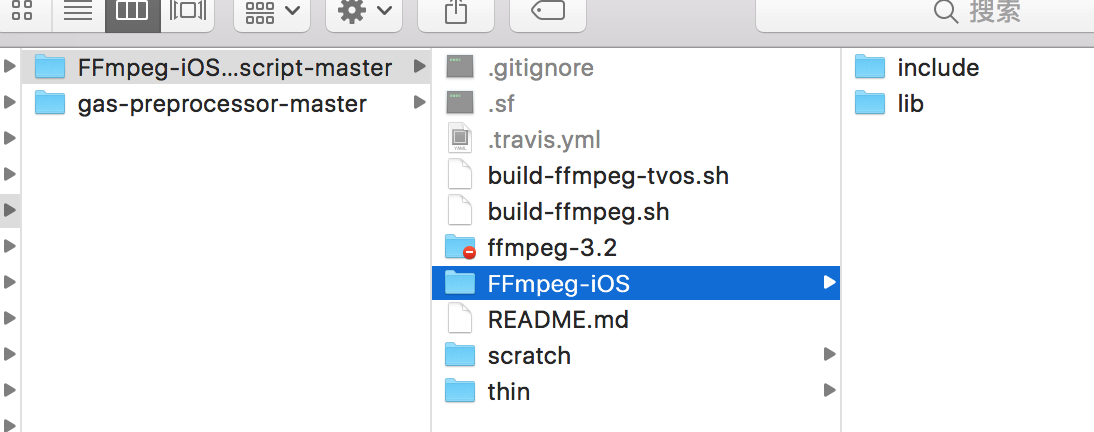 搜索
FFmpeg-iOS...script-master
gas-preprocessor-master
.gitignore
.sf
.travis.yml
build-ffmpeg-tvos.sh
build-ffmpeg.sh
ffmpeg-3.2
FFmpeg-iOS
README.md
scratch
thin
include
lib